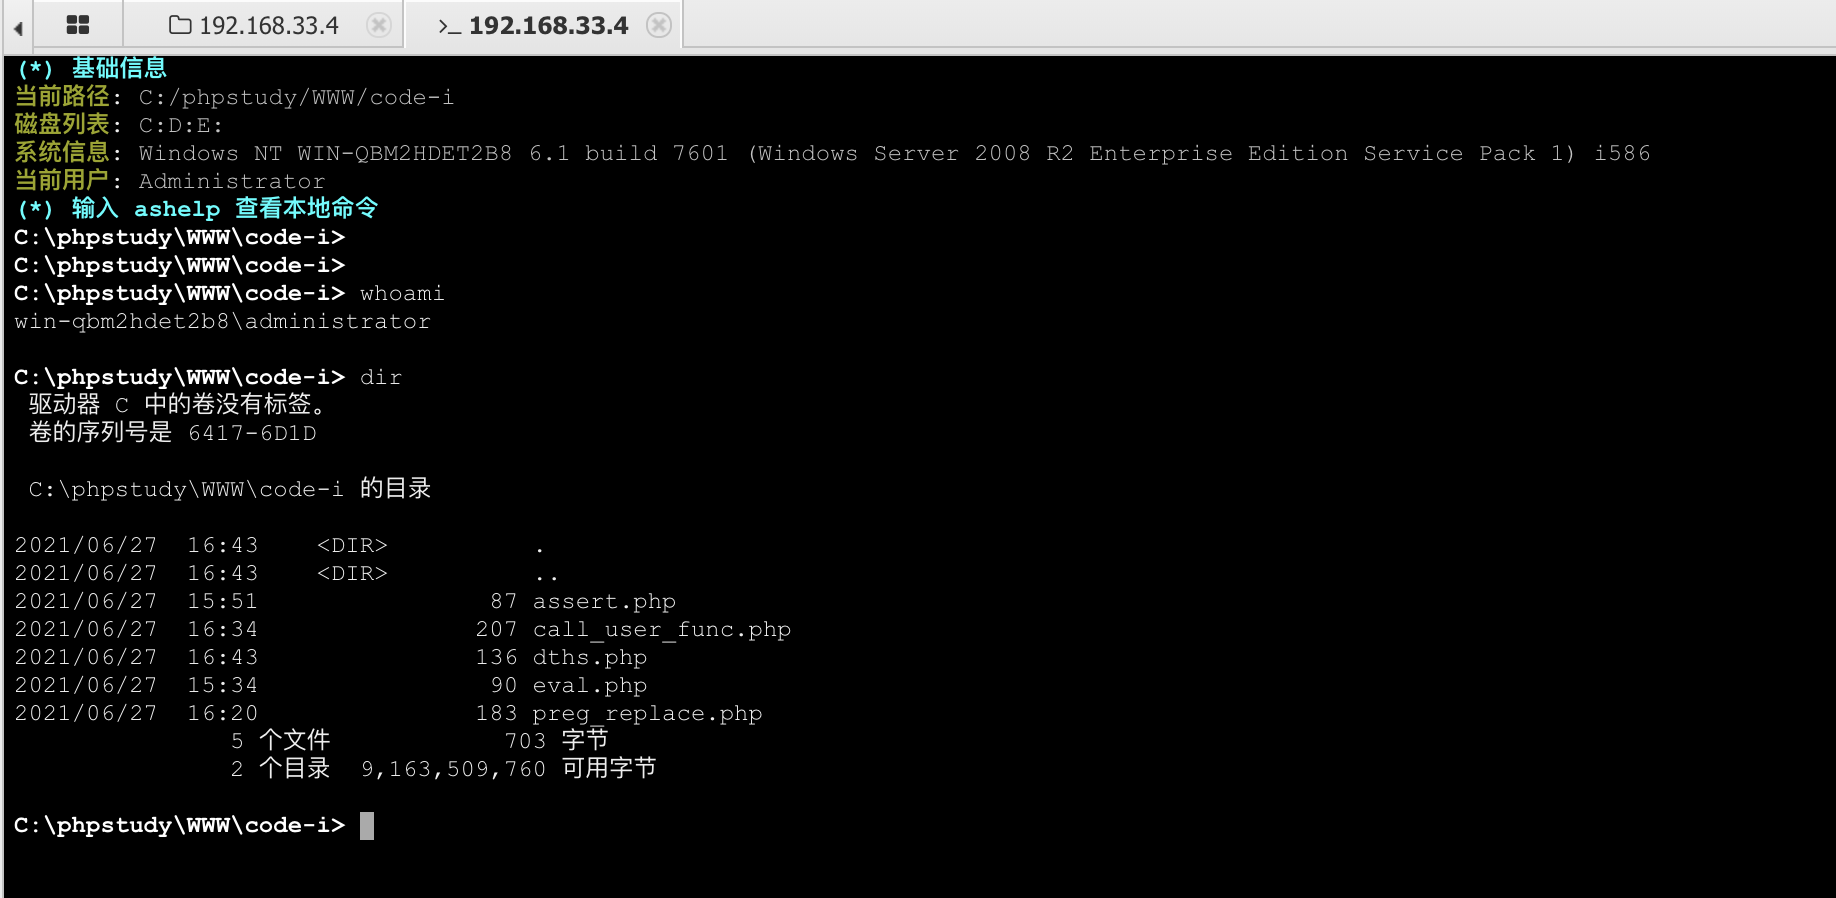 192.168.33.4 >_ 192.168.33.4
(*) 基础信息
当前路径: C:/phpstudy/WWW/code-i
磁盘列表: C:D:E:
系统信息: Windows NT WIN-QBM2HDET2B8 6.1 build 7601 (Windows Server 2008 R2 Enterprise Edition Service Pack 1) i586
当前用户: Administrator
(*) 输入 ashelp 查看本地命令
C:\phpstudy\WWW\code-i>
C:\phpstudy\WWW\code-i>
C:\phpstudy\WWW\code-i> whoami
win-qbm2hdet2b8\administrator
C:\phpstudy\WWW\code-i> dir
驱动器 C 中的卷没有标签。
卷的序列号是 6417-6D1D
C:\phpstudy\WWW\code-i 的目录
2021/06/27 16:43 <DIR> .
2021/06/27 16:43 <DIR> ..
2021/06/27 15:51 87 assert.php
2021/06/27 16:34 207 call_user_func.php
2021/06/27 16:43 136 dths.php
2021/06/27 15:34 90 eval.php
2021/06/27 16:20 183 preg_replace.php
5 个文件 703 字节
2 个目录 9,163,509,760 可用字节
C:\phpstudy\WWW\code-i>